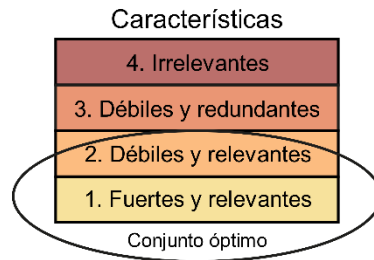 Características
4. Irrelevantes
3. Débiles y redundantes
2. Débiles y relevantes
1. Fuertes y relevantes
Conjunto óptimo